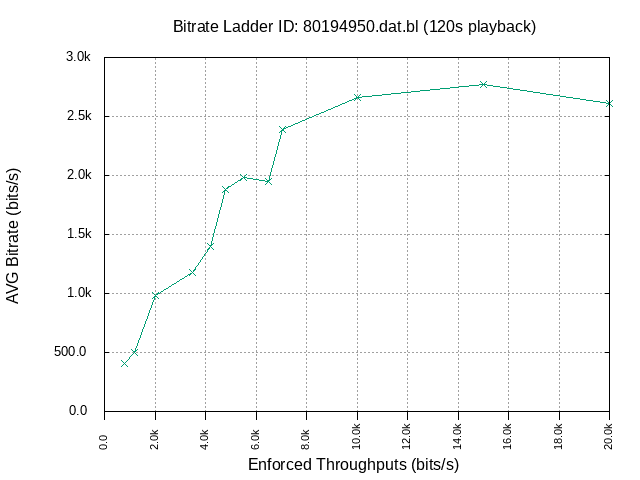 Bitrate Ladder ID: 80194950.dat.bl (120s playback)
3.0k
2.5k
2.0k
1.5k
1.0k
500.0
0.0
AVG Bitrate (bits/s)
0.0 2.0k 4.0k 6.0k 8.0k 10.0k 12.0k 14.0k 16.0k 18.0k 20.0k
Enforced Throughputs (bits/s)